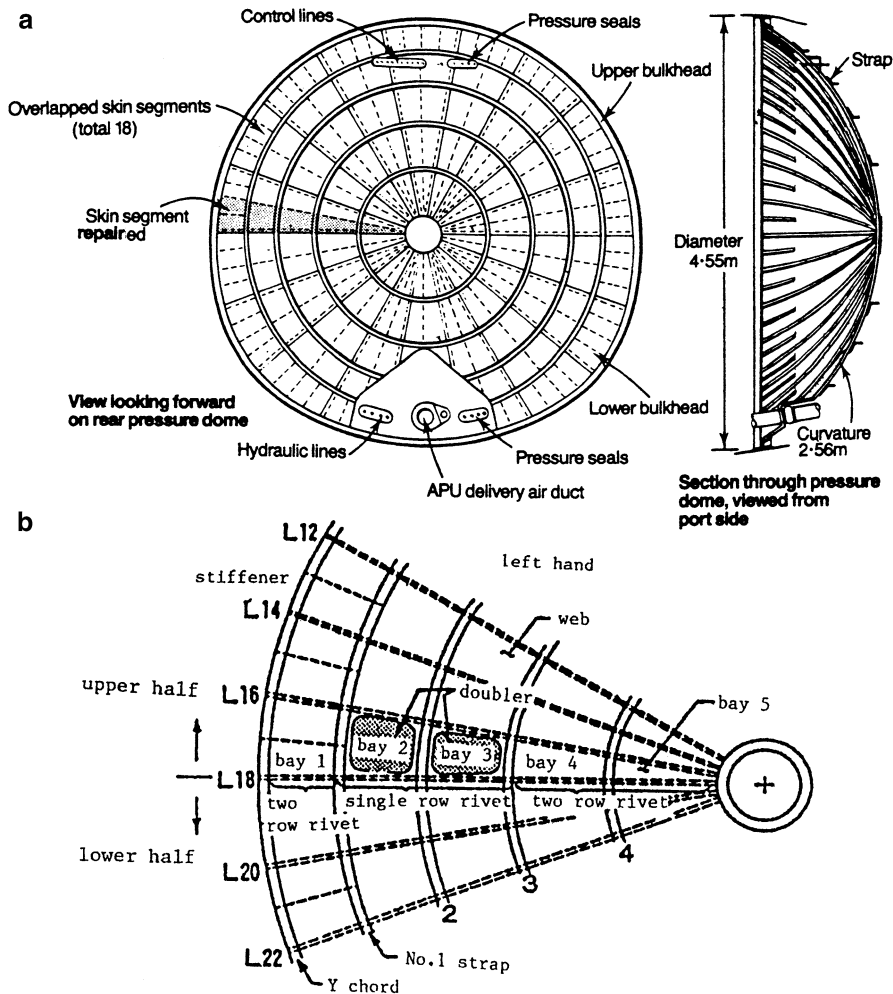 a
Control lines
Pressure seals
Upper bulkhead
Strap
Overlapped skin segments
(total 18)
Skin segment
repaired
Diameter
4·55m
View looking forward
on rear pressure dome
Lower bulkhead
Hydraulic lines
Pressure seals
APU delivery air duct
Curvature
2·56m
Section through pressure
dome, viewed from
port side
b
L12
left hand
stiffener
L14
web
upper half
L16
doubler
bay 5
bay 1
bay 2
bay 3
bay 4
L18
two
row rivet
single row rivet
two row rivet
lower half
L20
4
3
2
L22
No.1 strap
Y chord